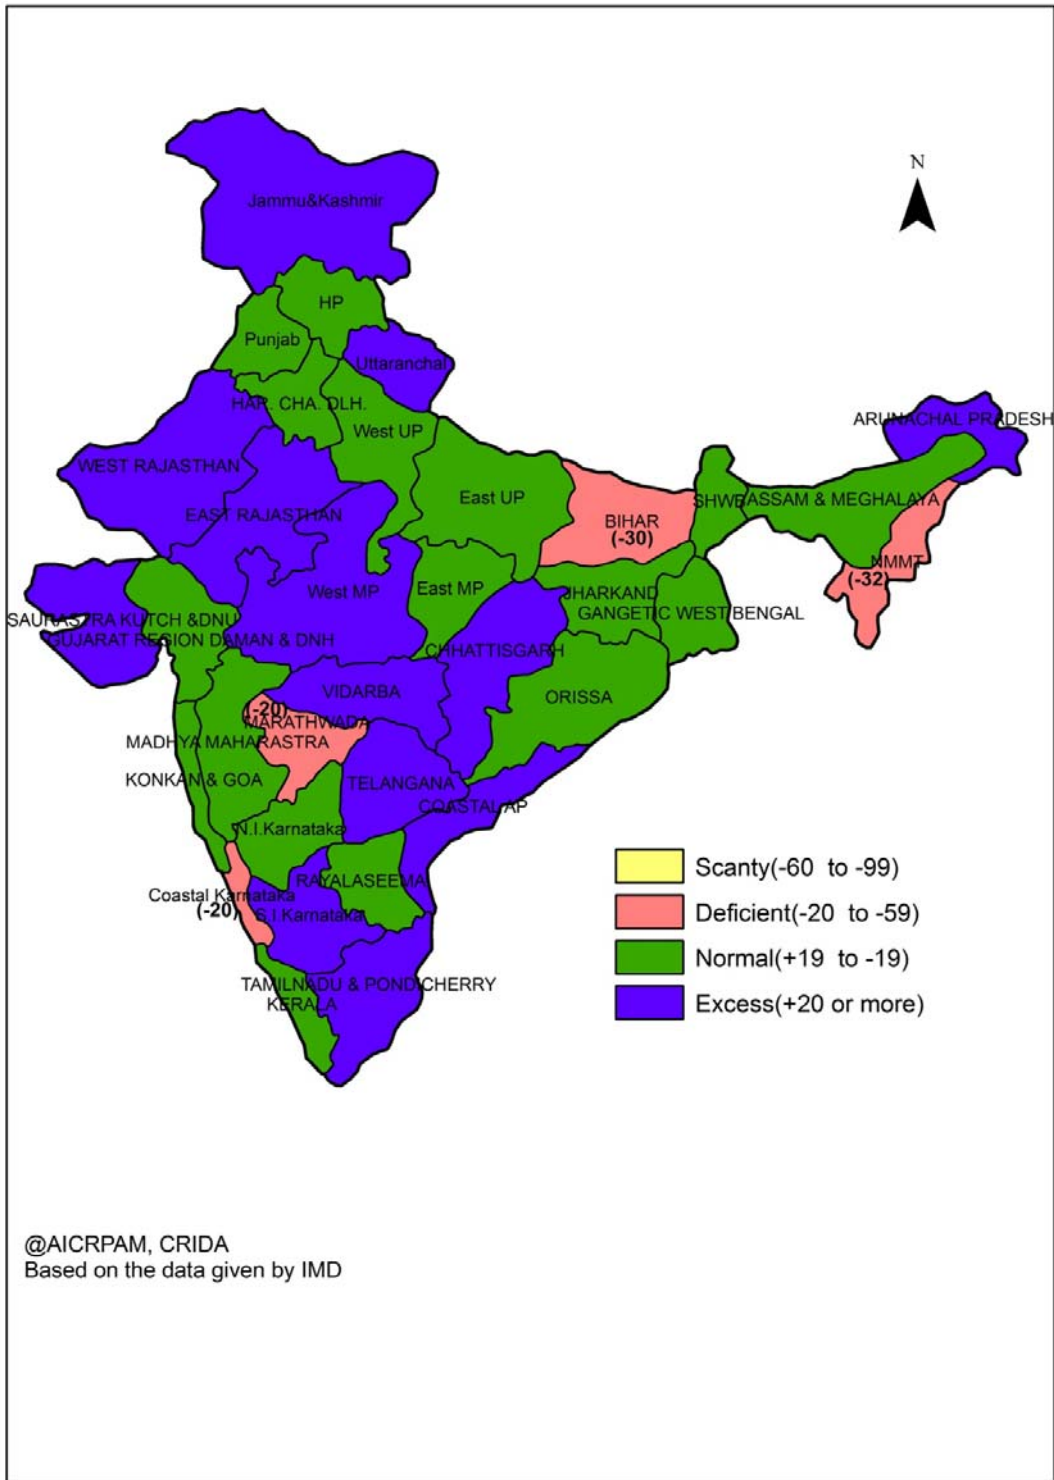 N
Jammu&Kashmir
HP
Punjab
Uttaranchal
HAR. CHA. DLH.
ARUNACHAL PRADESH
West UP
WEST RAJASTHAN
East UP
SHWB
ASSAM & MEGHALAYA
EAST RAJASTHAN
BIHAR
(-30)
NMMT
(-32)
East MP
West MP
JHARKAND
GANGETIC WEST BENGAL
SAURASTRA KUTCH &DNU
GUJARAT REGION DAMAN & DNH
CHHATTISGARH
VIDARBA
ORISSA
(-20)
MARATHWADA
MADHYA MAHARASTRA
KONKAN & GOA
TELANGANA
COASTAL AP
N.I.Karnataka
RAYALASEEMA
Coastal Karnataka
(-20)
S.I.Karnataka
TAMILNADU & PONDICHERRY
KERALA
Scanty(-60 to -99)
Deficient(-20 to -59)
Normal(+19 to -19)
Excess(+20 or more)
@AICRPAM, CRIDA
Based on the data given by IMD